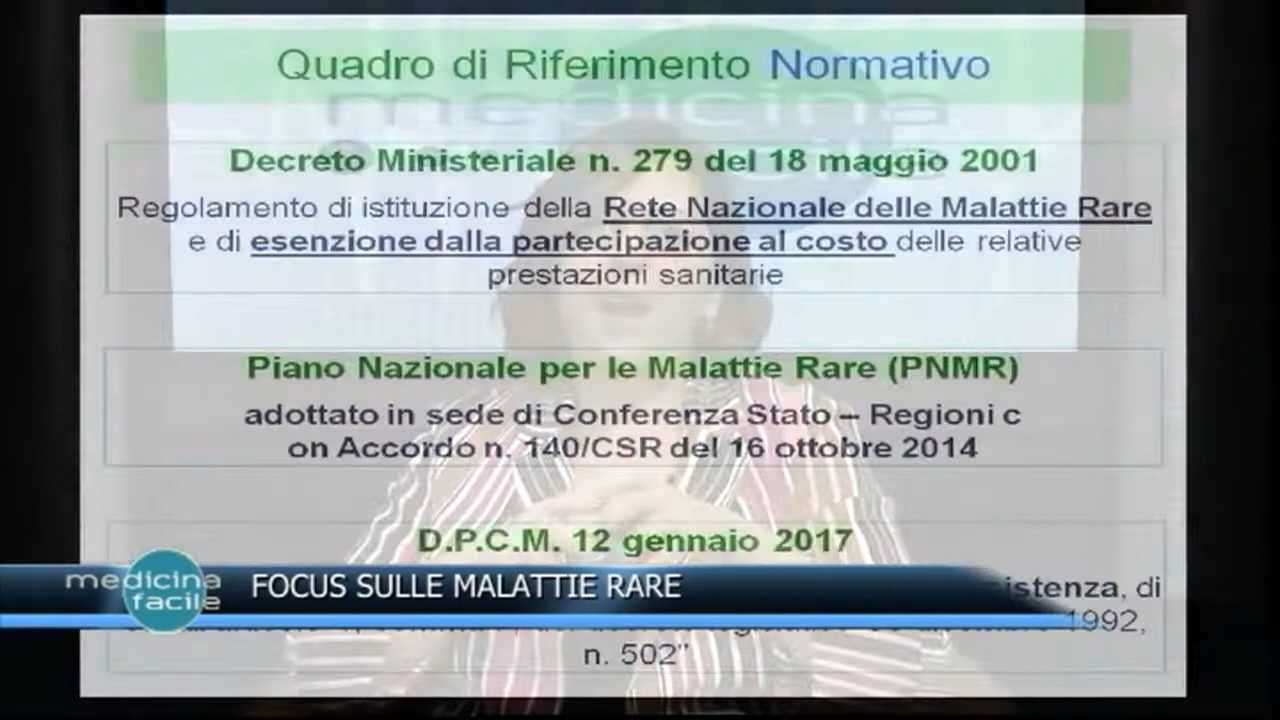 Quadro di Riferimento Normativo
medicina
Decreto Ministeriale n. 279 del 18 maggio 2001
Regolamento di istituzione della Rete Nazionale delle Malattie Rare
e di esenzione dalla partecipazione al costo delle relative
prestazioni sanitarie
Piano Nazionale per le Malattie Rare (PNMR)
adottato in sede di Conferenza Stato – Regioni c
on Accordo n. 140/CSR del 16 ottobre 2014
D.P.C.M. 12 gennaio 2017
medicina
facile
FOCUS SULLE MALATTIE RARE
istenza, di
1992,
n. 502”